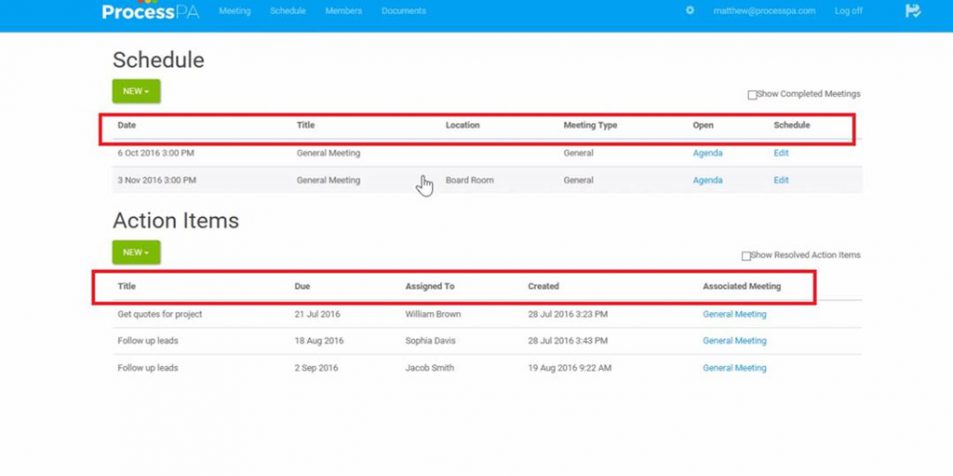 ProcessPA Meeting Schedule Members Documents matthew@processpa.com Log off
Schedule
NEW
Show Completed Meetings
Date Title Location Meeting Type Open Schedule
6 Oct 2016 3:00 PM General Meeting General Agenda Edit
3 Nov 2016 3:00 PM General Meeting Board Room General Agenda Edit
Action Items
NEW
Show Resolved Action Items
Title Due Assigned To Created Associated Meeting
Get quotes for project 21 Jul 2016 William Brown 28 Jul 2016 3:23 PM General Meeting
Follow up leads 18 Aug 2016 Sophia Davis 28 Jul 2016 3:43 PM General Meeting
Follow up leads 2 Sep 2016 Jacob Smith 19 Aug 2016 9:22 AM General Meeting